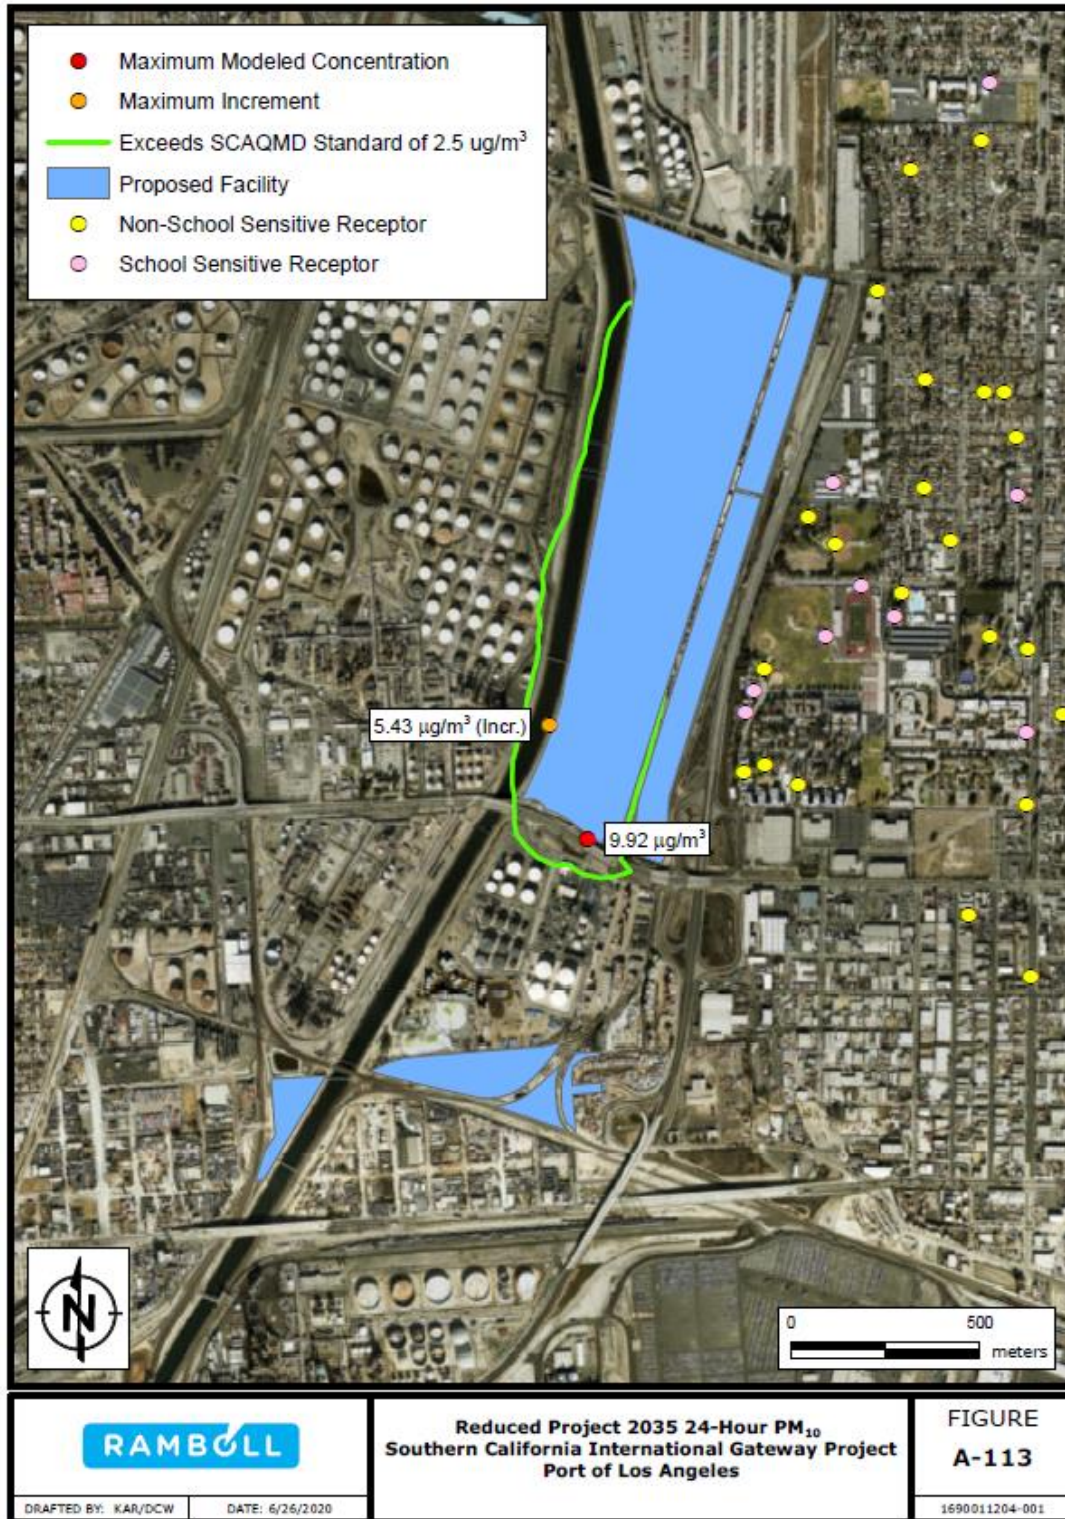 Maximum Modeled Concentration
Maximum Increment
Exceeds SCAQMD Standard of 2.5 ug/m³
Proposed Facility
Non-School Sensitive Receptor
School Sensitive Receptor
5.43 µg/m³ (Incr.)
9.92 µg/m³
N
0 500
meters
RAMBOLL
DRAFTED BY: KAR/DCW DATE: 6/26/2020
Reduced Project 2035 24-Hour PM₁₀
Southern California International Gateway Project
Port of Los Angeles
FIGURE
A-113
1690011204-001